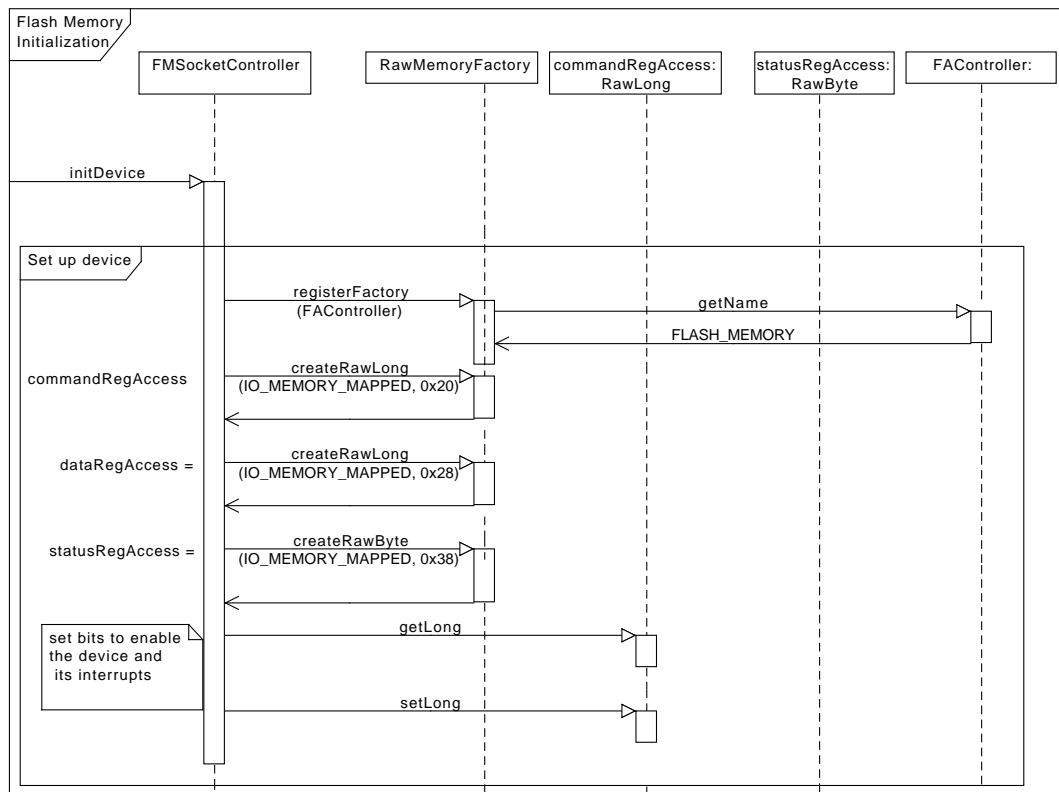 Flash Memory
Initialization
FMSocketController
RawMemoryFactory
commandRegAccess:
RawLong
statusRegAccess:
RawByte
FAController:
initDevice
Set up device
registerFactory
(FAController)
getName
FLASH_MEMORY
commandRegAccess
createRawLong
(IO_MEMORY_MAPPED, 0x20)
dataRegAccess =
createRawLong
(IO_MEMORY_MAPPED, 0x28)
statusRegAccess =
createRawByte
(IO_MEMORY_MAPPED, 0x38)
set bits to enable
the device and
its interrupts
getLong
setLong